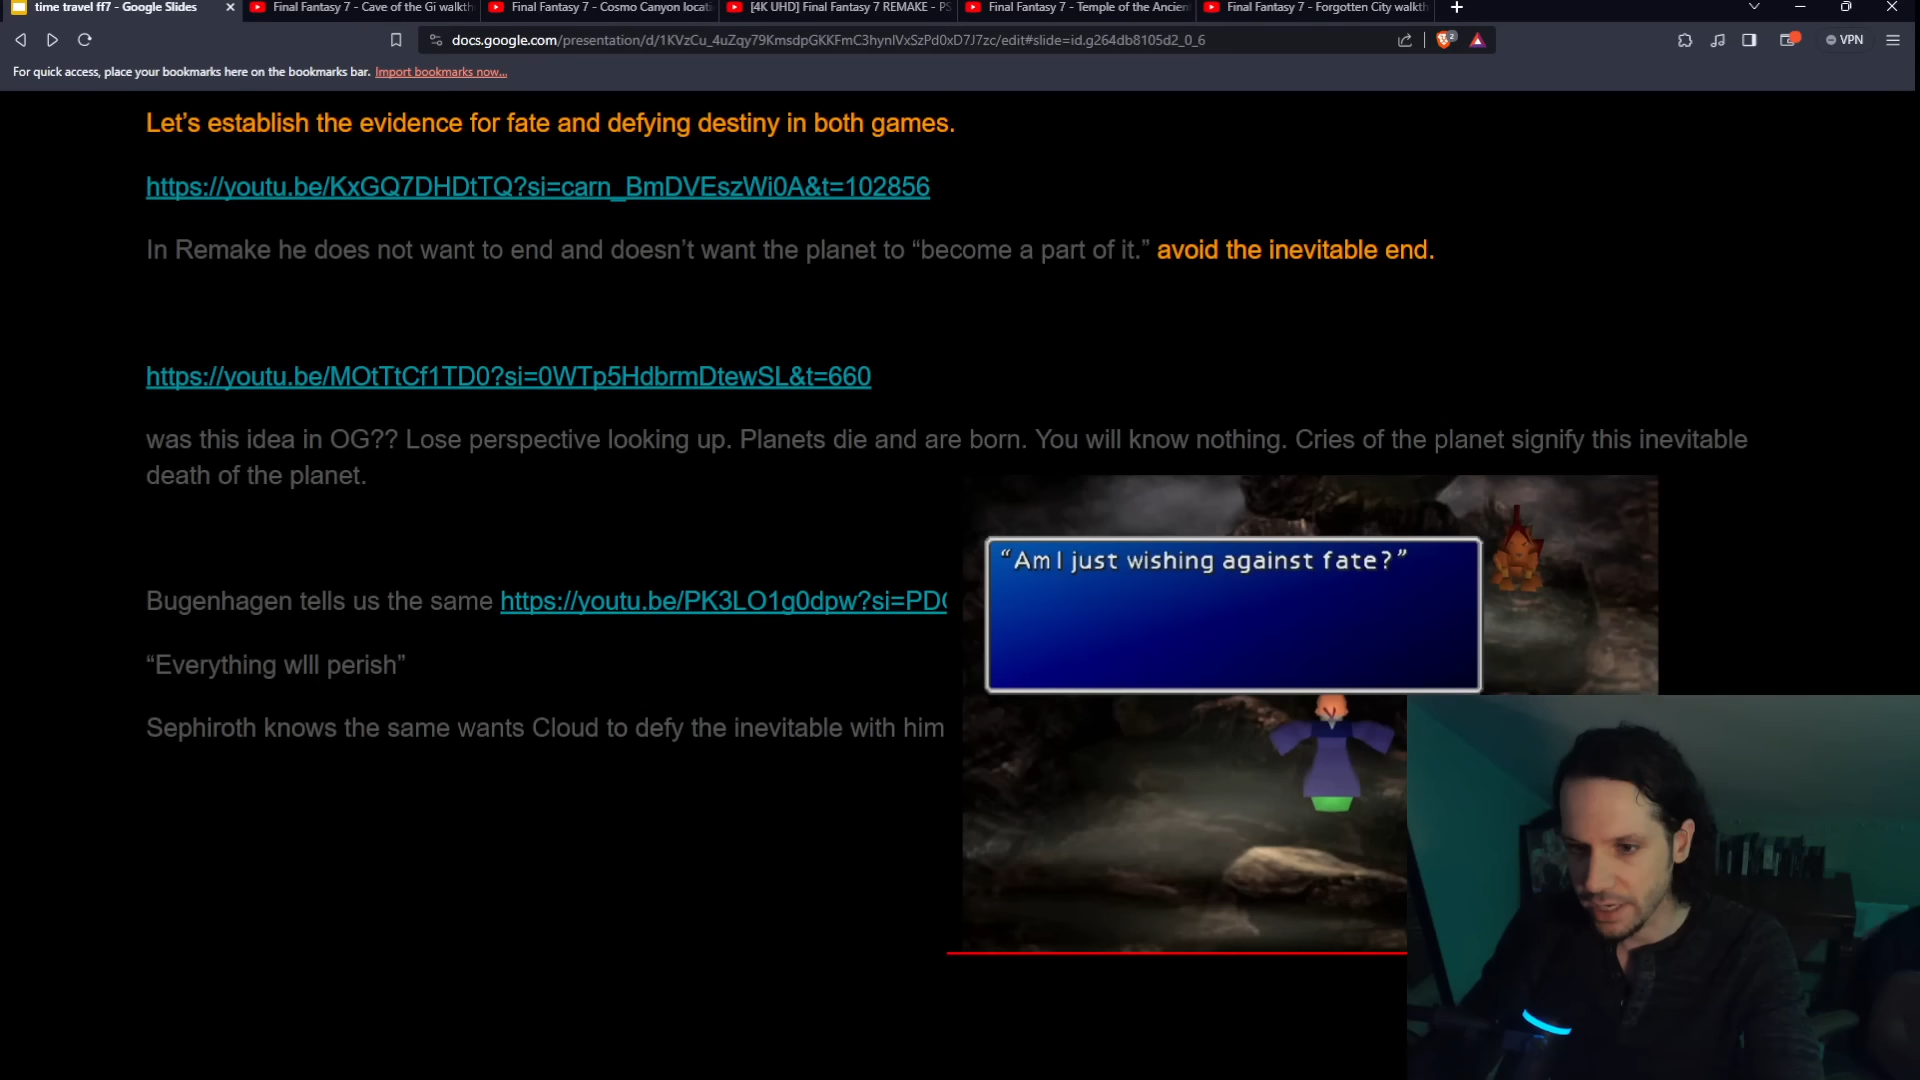 time travel ff7 - Google Slides
Final Fantasy 7 - Cave of the Gi walkth
Final Fantasy 7 - Cosmo Canyon locati
[4K UHD] Final Fantasy 7 REMAKE - PS
Final Fantasy 7 - Temple of the Ancien
Final Fantasy 7 - Forgotten City walkth
docs.google.com/presentation/d/1KVzCu_4uZqy79KmsdpGKKFmC3hynIVxSzPd0xD7J7zc/edit#slide=id.g264db8105d2_0_6
2
VPN
For quick access, place your bookmarks here on the bookmarks bar. Import bookmarks now...
Let's establish the evidence for fate and defying destiny in both games.
https://youtu.be/KxGQ7DHDtTQ?si=carn_BmDVEszWi0A&t=102856
In Remake he does not want to end and doesn't want the planet to “become a part of it.” avoid the inevitable end.
https://youtu.be/MOtTtCf1TD0?si=0WTp5HdbrmDtewSL&t=660
was this idea in OG?? Lose perspective looking up. Planets die and are born. You will know nothing. Cries of the planet signify this inevitable
death of the planet.
“Am I just wishing against fate?”
Bugenhagen tells us the same https://youtu.be/PK3LO1g0dpw?si=PD
“Everything wIll perish”
Sephiroth knows the same wants Cloud to defy the inevitable with him